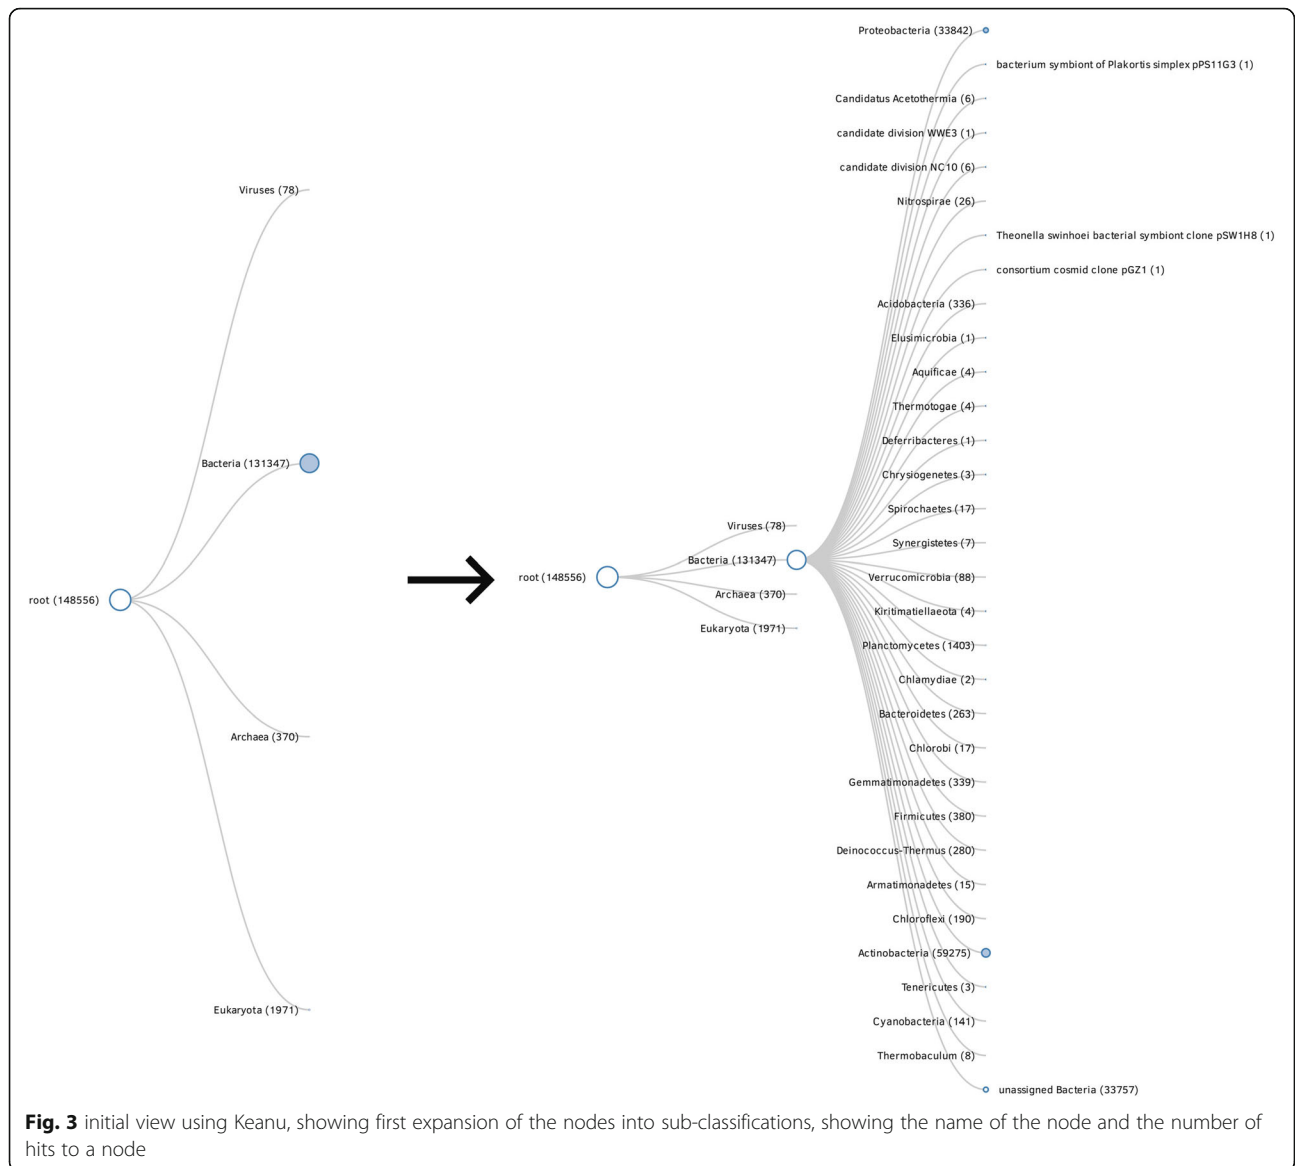 Viruses (78)
Bacteria (131347)
root (148556)
Archaea (370)
Eukaryota (1971)
root (148556)
Viruses (78)
Bacteria (131347)
Archaea (370)
Eukaryota (1971)
Proteobacteria (33842)
bacterium symbiont of Plakortis simplex pPS11G3 (1)
Candidatus Acetothermia (6)
candidate division WWE3 (1)
candidate division NC10 (6)
Nitrospirae (26)
Theonella swinhoei bacterial symbiont clone pSW1H8 (1)
consortium cosmid clone pGZ1 (1)
Acidobacteria (336)
Elusimicrobia (1)
Aquificae (4)
Thermotogae (4)
Deferribacteres (1)
Chrysiogenetes (3)
Spirochaetes (17)
Synergistetes (7)
Verrucomicrobia (88)
Kiritimatiellaeota (4)
Planctomycetes (1403)
Chlamydiae (2)
Bacteroidetes (263)
Chlorobi (17)
Gemmatimonadetes (339)
Firmicutes (380)
Deinococcus-Thermus (280)
Armatimonadetes (15)
Chloroflexi (190)
Actinobacteria (59275)
Tenericutes (3)
Cyanobacteria (141)
Thermobaculum (8)
unassigned Bacteria (33757)
Fig. 3 initial view using Keanu, showing first expansion of the nodes into sub-classifications, showing the name of the node and the number of
hits to a node